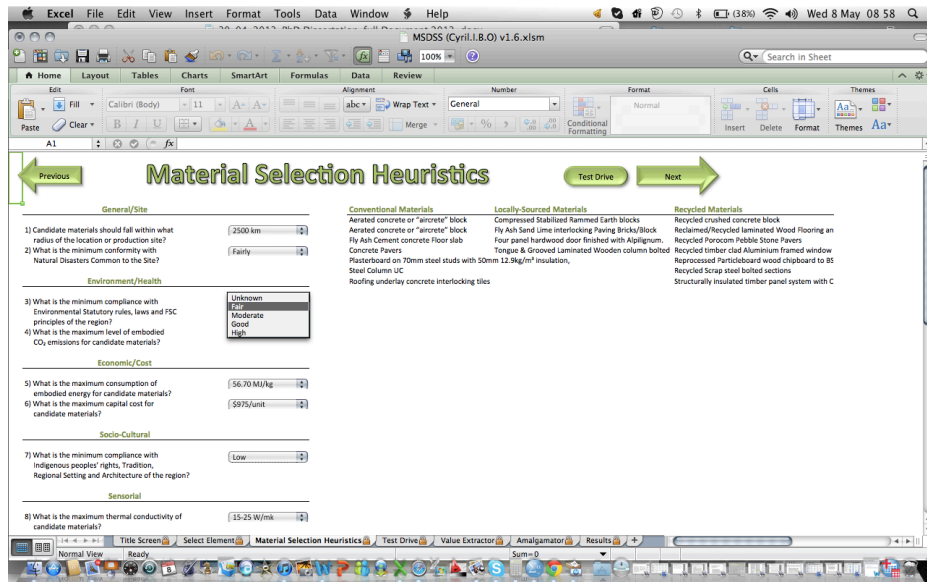 Excel File Edit View Insert Format Tools Data Window Help (38%) Wed 8 May 08 58
MSDSS (Cyril.I.B.O) v1.6.xlsm
100% Search in Sheet
Home Layout Tables Charts SmartArt Formulas Data Review
Edit Font Alignment Number Format Cells Themes
Fill Calibri (Body) 11 A A abc Wrap Text General Normal
Paste Clear B I U A Merge % Conditional Formatting Insert Delete Format Themes Aa
A1 fx
Previous Material Selection Heuristics Test Drive Next
General/Site
1) Candidate materials should fall within what
radius of the location or production site?
2500 km
2) What is the minimum conformity with
Natural Disasters Common to the Site?
Fairly
Environment/Health
3) What is the minimum compliance with
Environmental Statutory rules, laws and FSC
principles of the region?
4) What is the maximum level of embodied
CO₂ emissions for candidate materials?
Unknown
Fair
Moderate
Good
High
Economic/Cost
5) What is the maximum consumption of
embodied energy for candidate materials?
56.70 MJ/kg
6) What is the maximum capital cost for
candidate materials?
$975/unit
Socio-Cultural
7) What is the minimum compliance with
Indigenous peoples' rights, Tradition,
Regional Setting and Architecture of the region?
Low
Sensorial
8) What is the maximum thermal conductivity of
candidate materials?
15-25 W/mk
Conventional Materials
Aerated concrete or "aircrete" block
Aerated concrete or "aircrete" block
Fly Ash Cement concrete Floor slab
Concrete Pavers
Plasterboard on 70mm steel studs with 50mm 12.9kg/m³ insulation,
Steel Column UC
Roofing underlay concrete interlocking tiles
Locally-Sourced Materials
Compressed Stabilized Rammed Earth blocks
Fly Ash Sand Lime interlocking Paving Bricks/Block
Four panel hardwood door finished with Alpilignum.
Tongue & Grooved Laminated Wooden column bolted
Recycled Materials
Recycled crushed concrete block
Reclaimed/Recycled laminated Wood Flooring an
Recycled Porocom Pebble Stone Pavers
Recycled timber clad Aluminium framed window
Reprocessed Particleboard wood chipboard to BS
Recycled Scrap steel bolted sections
Structurally insulated timber panel system with C
Title Screen Select Element Material Selection Heuristics Test Drive Value Extractor Amalgamator Results +
Normal View Ready Sum=0